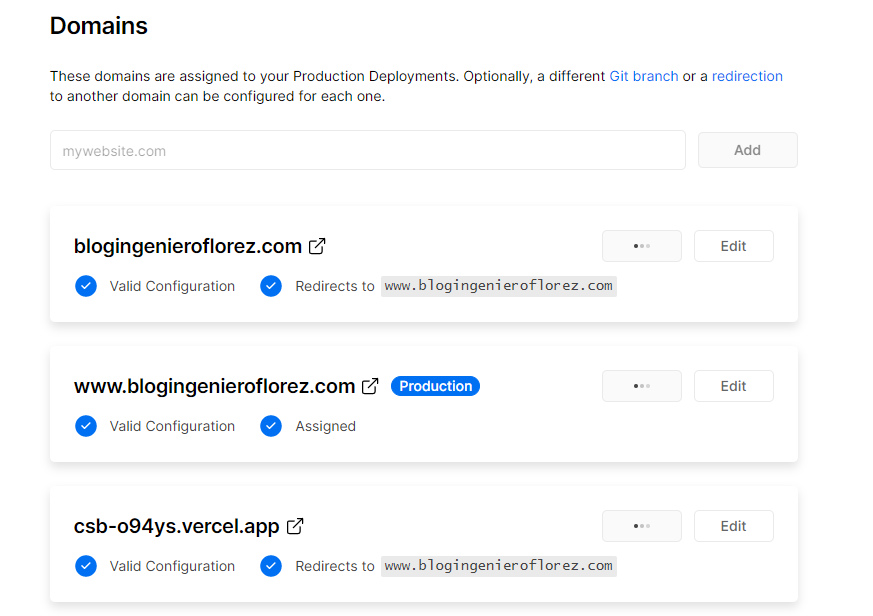 Domains
These domains are assigned to your Production Deployments. Optionally, a different Git branch or a redirection
to another domain can be configured for each one.
mywebsite.com Add
blogingenieroflorez.com Edit
Valid Configuration Redirects to www.blogingenieroflorez.com
www.blogingenieroflorez.com Production Edit
Valid Configuration Assigned
csb-o94ys.vercel.app Edit
Valid Configuration Redirects to www.blogingenieroflorez.com